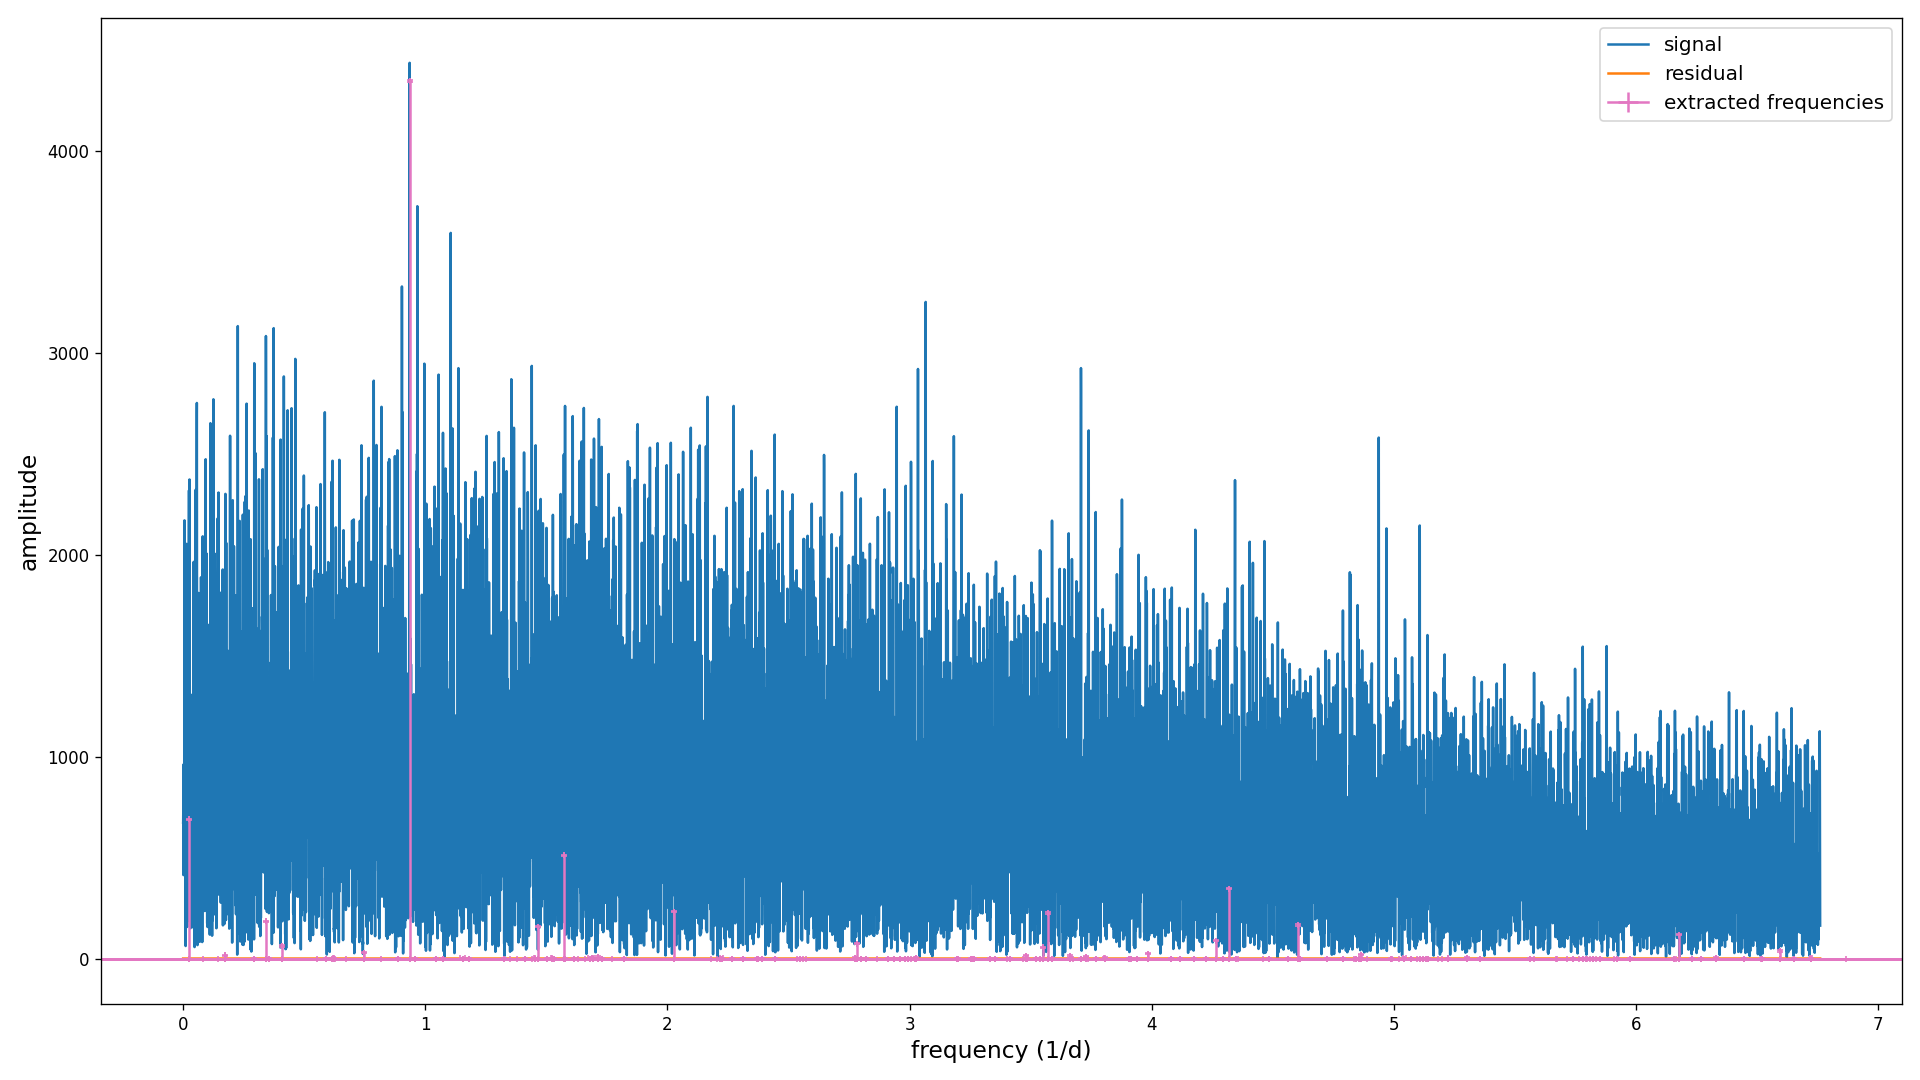 signal
residual
extracted frequencies
amplitude
4000
3000
2000
1000
0
0 1 2 3 4 5 6 7
frequency (1/d)